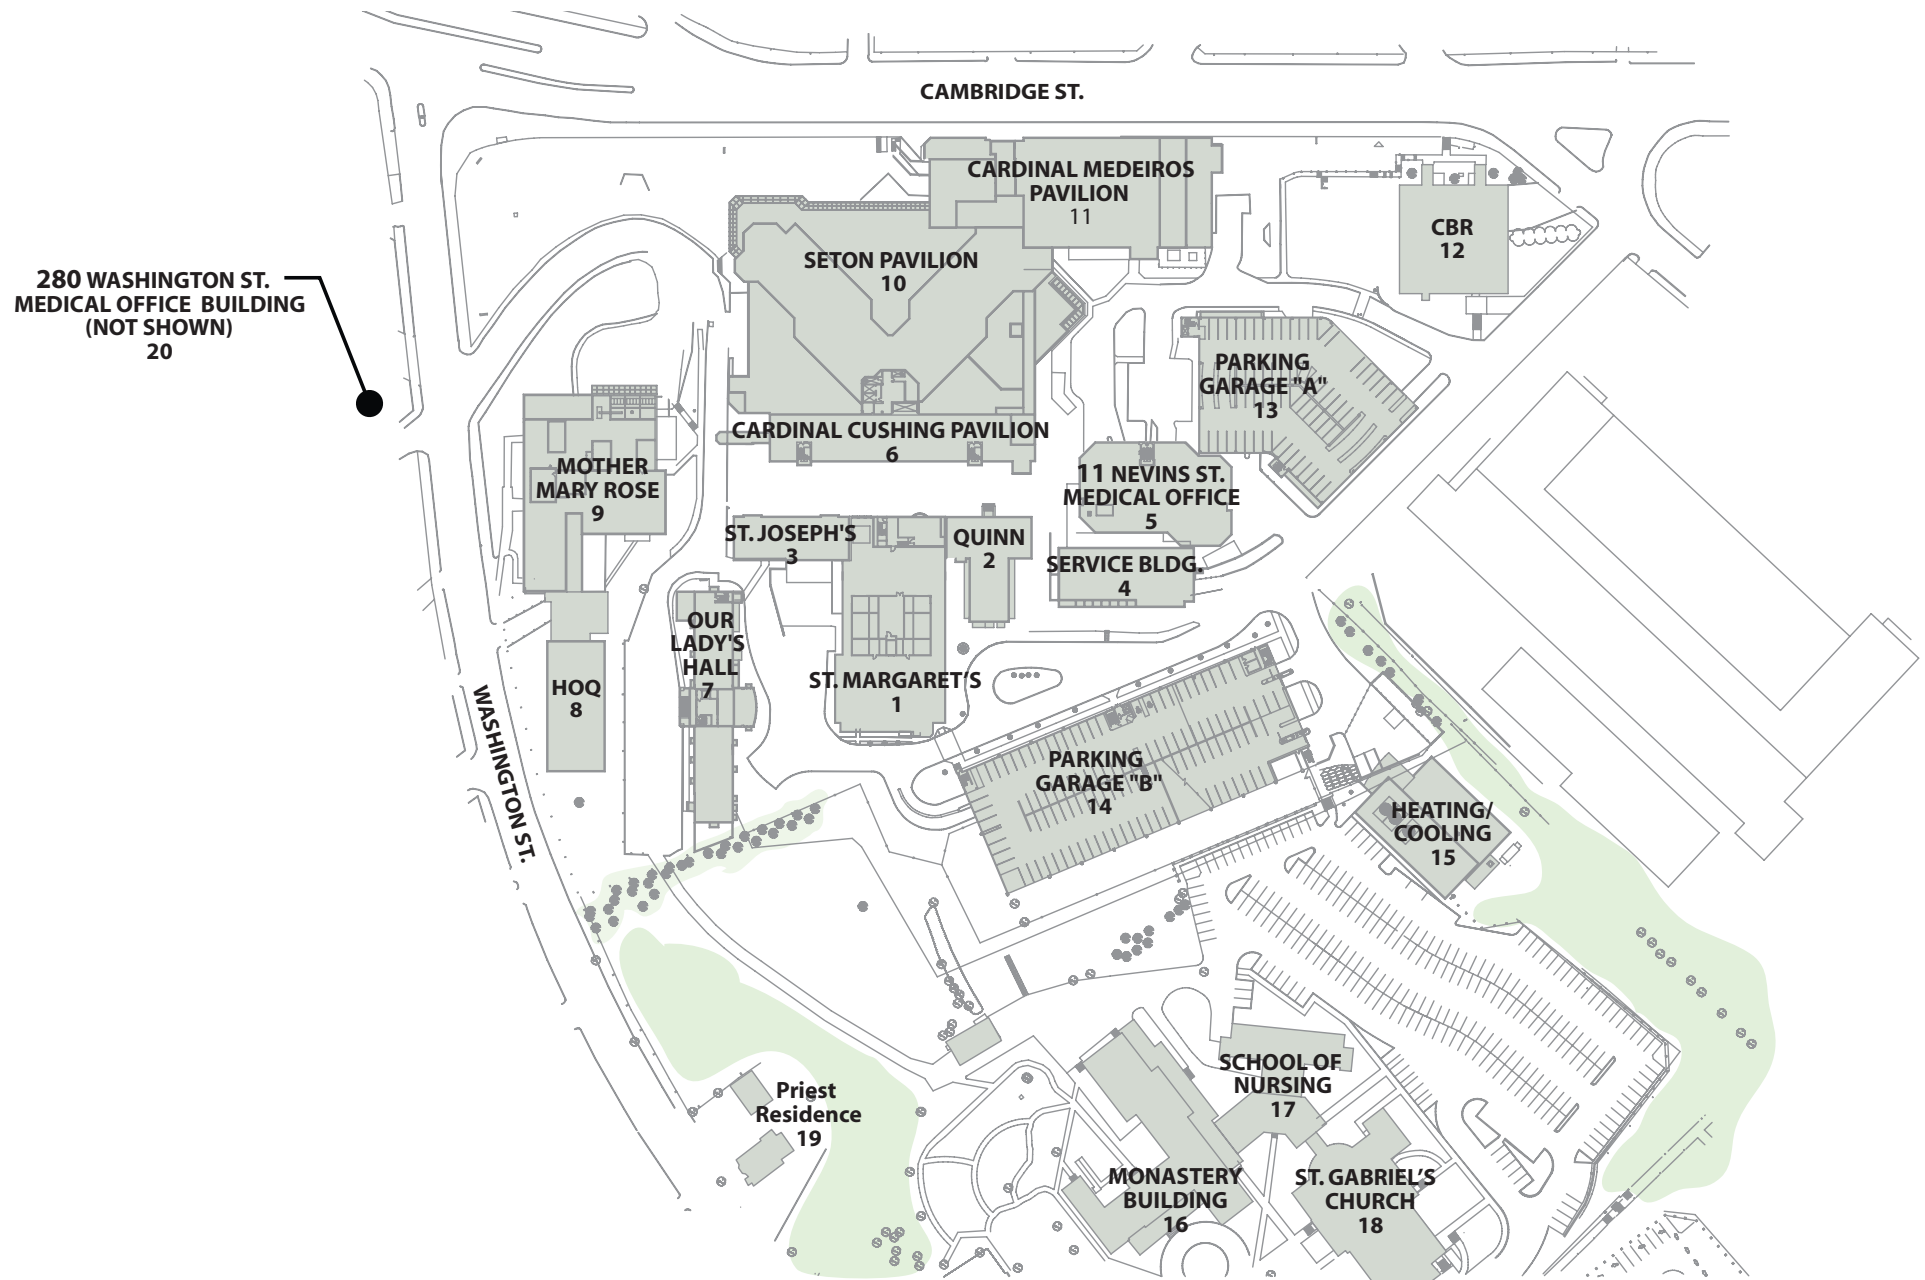 CAMBRIDGE ST.
CARDINAL MEDEIROS
PAVILION
11
CBR
12
SETON PAVILION
10
280 WASHINGTON ST.
MEDICAL OFFICE BUILDING
(NOT SHOWN)
20
PARKING
GARAGE "A"
13
CARDINAL CUSHING PAVILION
6
MOTHER
MARY ROSE
9
11 NEVINS ST.
MEDICAL OFFICE
5
ST. JOSEPH'S
3
QUINN
2
SERVICE BLDG.
4
OUR
LADY'S
HALL
7
HOQ
8
ST. MARGARET'S
1
WASHINGTON ST.
PARKING
GARAGE "B"
14
HEATING/
COOLING
15
SCHOOL OF
NURSING
17
Priest
Residence
19
MONASTERY
BUILDING
16
ST. GABRIEL'S
CHURCH
18